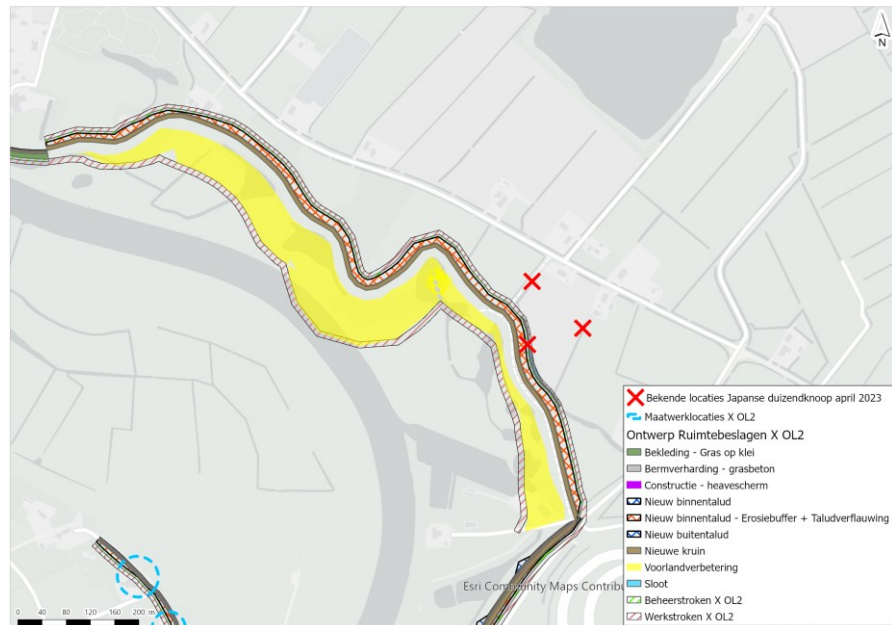 N
Bekende locaties Japanse duizendknoop april 2023
Maatwerklocaties X OL2
Ontwerp Ruimtebeslagen X OL2
Bekleding - Gras op klei
Bermverharding - grasbeton
Constructie - heavescherm
Nieuw binnentalud
Nieuw binnentalud - Erosiebuffer + Taludverflauwing
Nieuw buitentalud
Nieuwe kruin
Voorlandverbetering
Sloot
Beheerstroken X OL2
Werkstroken X OL2
Esri Community Maps Contribu
0 40 80 120 160 200 m